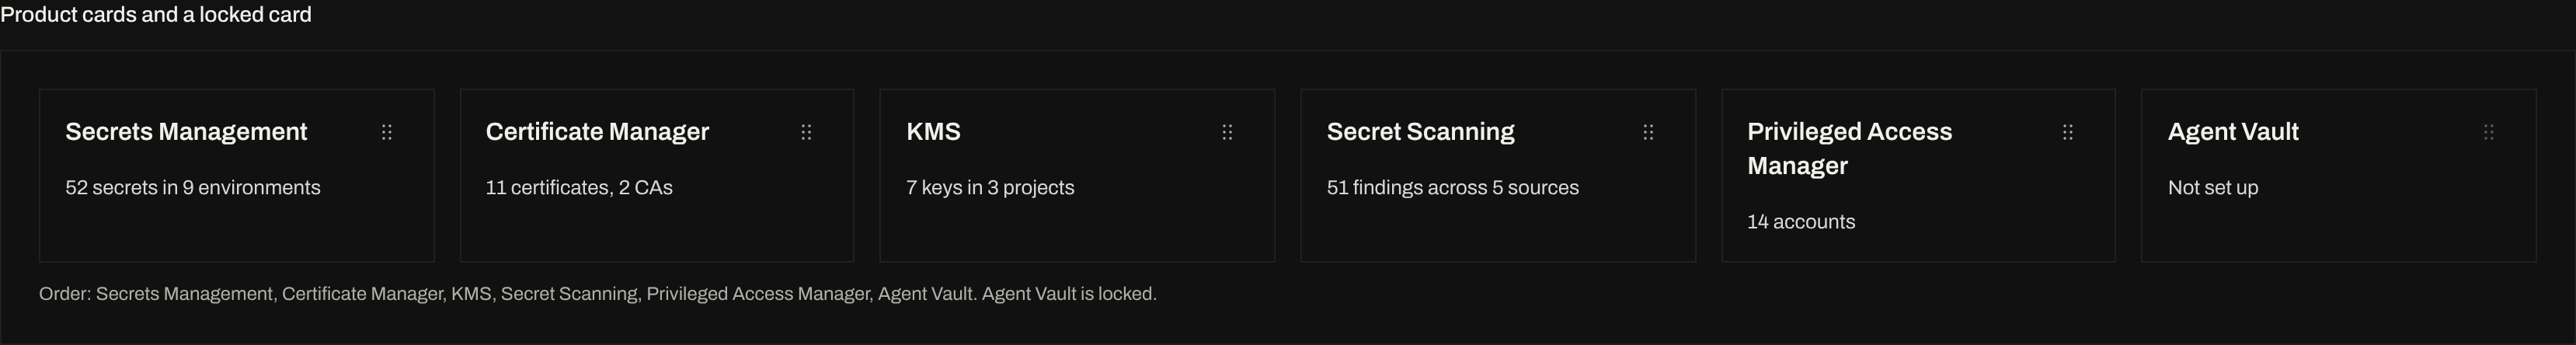 Product cards and a locked card
Secrets Management
52 secrets in 9 environments
Certificate Manager
11 certificates, 2 CAs
KMS
7 keys in 3 projects
Secret Scanning
51 findings across 5 sources
Privileged Access
Manager
14 accounts
Agent Vault
Not set up
Order: Secrets Management, Certificate Manager, KMS, Secret Scanning, Privileged Access Manager, Agent Vault. Agent Vault is locked.